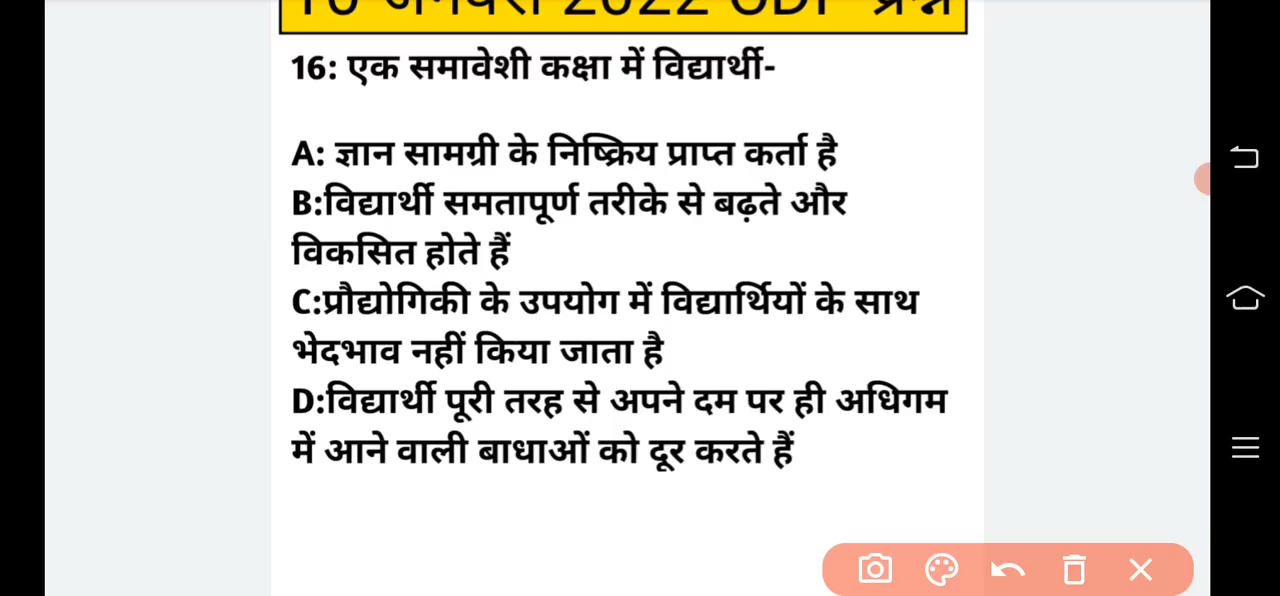 16: एक समावेशी कक्षा में विद्यार्थी-
A: ज्ञान सामग्री के निष्क्रिय प्राप्त कर्ता है
B:विद्यार्थी समतापूर्ण तरीके से बढ़ते और
विकसित होते हैं
C:प्रौद्योगिकी के उपयोग में विद्यार्थियों के साथ
भेदभाव नहीं किया जाता है
D:विद्यार्थी पूरी तरह से अपने दम पर ही अधिगम
में आने वाली बाधाओं को दूर करते हैं